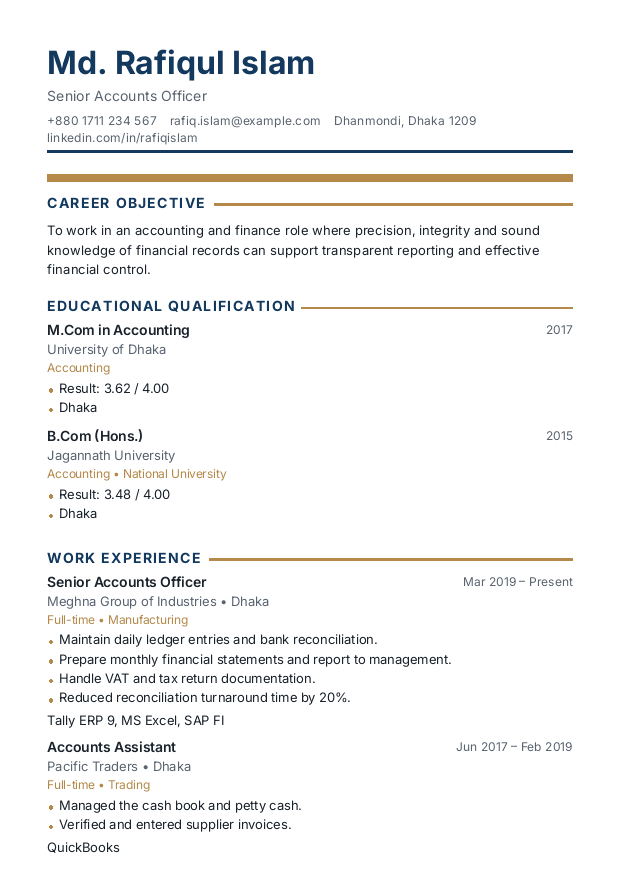 Md. Rafiqul Islam
Senior Accounts Officer
+880 1711 234 567 rafiq.islam@example.com Dhanmondi, Dhaka 1209
linkedin.com/in/rafiqislam
CAREER OBJECTIVE
To work in an accounting and finance role where precision, integrity and sound
knowledge of financial records can support transparent reporting and effective
financial control.
EDUCATIONAL QUALIFICATION
M.Com in Accounting 2017
University of Dhaka
Accounting
• Result: 3.62 / 4.00
• Dhaka
B.Com (Hons.) 2015
Jagannath University
Accounting • National University
• Result: 3.48 / 4.00
• Dhaka
WORK EXPERIENCE
Senior Accounts Officer Mar 2019 – Present
Meghna Group of Industries • Dhaka
Full-time • Manufacturing
• Maintain daily ledger entries and bank reconciliation.
• Prepare monthly financial statements and report to management.
• Handle VAT and tax return documentation.
• Reduced reconciliation turnaround time by 20%.
Tally ERP 9, MS Excel, SAP FI
Accounts Assistant Jun 2017 – Feb 2019
Pacific Traders • Dhaka
Full-time • Trading
• Managed the cash book and petty cash.
• Verified and entered supplier invoices.
QuickBooks